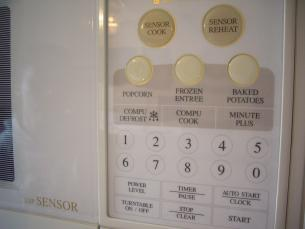 SENSOR SENSOR
COOK REHEAT
POPCORN FROZEN BAKED
ENTREE POTATOES
COMPU COMPU MINUTE
DEFROST COOK PLUS
1 2 3 4 5
6 7 8 9 0
POWER TIMER AUTO START
LEVEL PAUSE CLOCK
TURNTABLE STOP START
ON / OFF CLEAR
SENSOR